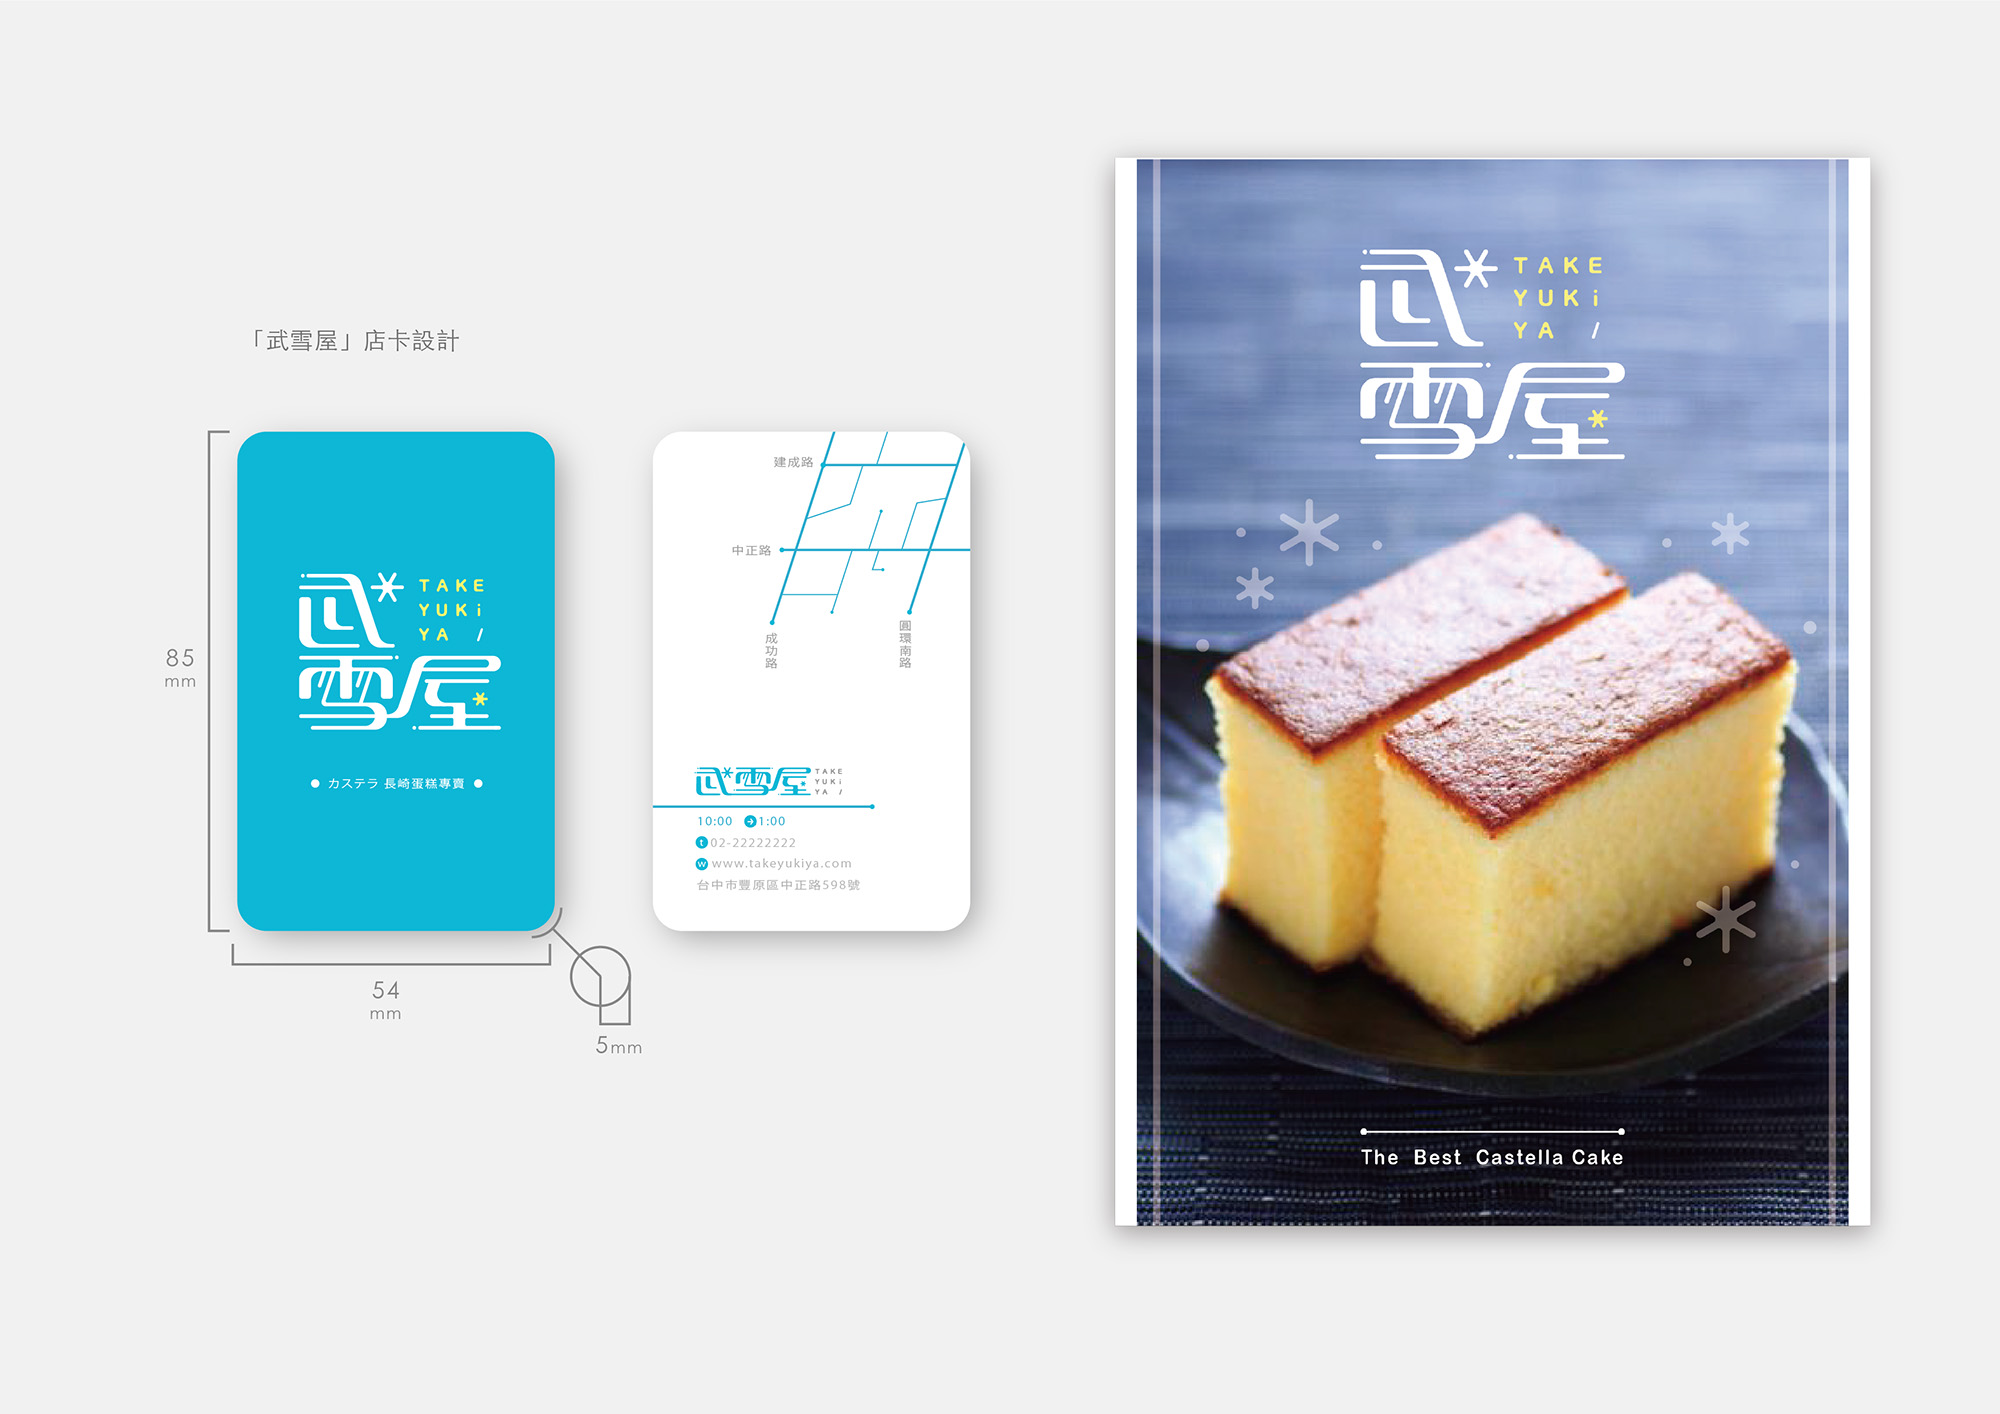 「武雪屋」店卡設計
85
mm
54
mm
5mm
武雪屋
TAKE
YUKi
YA /
カステラ 長崎蛋糕專賣
建成路
中正路
成功路
圓環南路
武雪屋
TAKE
YUKi
YA /
10:00 1:00
t 02-22222222
w www.takeyukiya.com
台中市豐原區中正路598號
武雪屋
TAKE
YUKi
YA /
The Best Castella Cake